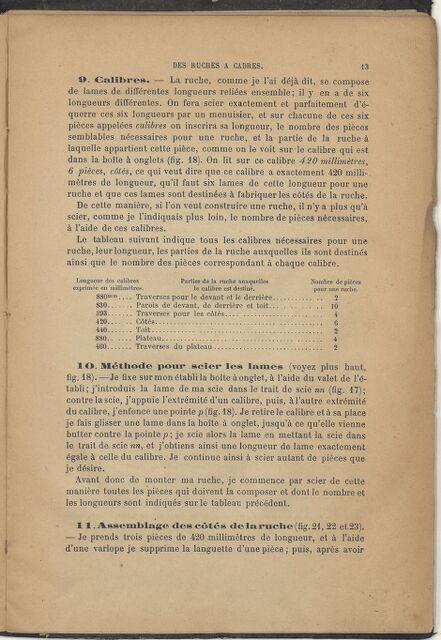 DES RUCHES A CADRES. 13
9. Calibres. — La ruche, comme je l'ai déjà dit, se compose
de lames de différentes longueurs reliées ensemble ; il y en a de six
longueurs différentes. On fera scier exactement et parfaitement d'é-
querre ces six longueurs par un menuisier, et sur chacune de ces six
pièces appelées calibres on inscrira sa longueur, le nombre des pièces
semblables nécessaires pour une ruche, et la partie de la ruche à
laquelle appartient cette pièce, comme on le voit sur le calibre qui est
dans la boîte à onglets (fig. 18). On lit sur ce calibre 420 millimètres,
6 pièces, côtés, ce qui veut dire que ce calibre a exactement 420 milli-
mètres de longueur, qu'il faut six lames de cette longueur pour une
ruche et que ces lames sont destinées à fabriquer les côtés de la ruche.
De cette manière, si l'on veut construire une ruche, il n'y a plus qu'à
scier, comme je l'indiquais plus loin, le nombre de pièces nécessaires,
à l'aide de ces calibres.
Le tableau suivant indique tous les calibres nécessaires pour une
ruche, leur longueur, les parties de la ruche auxquelles ils sont destinés
ainsi que le nombre des pièces correspondant à chaque calibre.
Longueur des calibres Parties de la ruche auxquelles Nombre de pièces
exprimée en millimètres. le calibre est destiné. pour une ruche.
880mm.... Traverses pour le devant et le derrière............ 2
830..... Parois de devant, de derrière et toit............ 10
393..... Traverses pour les côtés............ 4
420..... Côtés............ 6
440..... Toit............ 2
880..... Plateau............ 4
460..... Traverses du plateau............ 2
10. Méthode pour scier les lames (voyez plus haut,
fig. 18). — Je fixe sur mon établi la boîte à onglet, à l'aide du valet de l'é-
tabli ; j'introduis la lame de ma scie dans le trait de scie nn (fig. 17) ;
contre la scie, j'appuie l'extrémité d'un calibre, puis, à l'autre extrémité
du calibre, j'enfonce une pointe p (fig. 18). Je retire le calibre et à sa place
je fais glisser une lame dans la boîte à onglet, jusqu'à ce qu'elle vienne
butter contre la pointe p ; je scie alors la lame en mettant la scie dans
le trait de scie nn, et j'obtiens ainsi une longueur de lame exactement
égale à celle du calibre. Je continue ainsi à scier autant de pièces que
je désire.
Avant donc de monter ma ruche, je commence par scier de cette
manière toutes les pièces qui doivent la composer et dont le nombre et
les longueurs sont indiqués sur le tableau précédent.
11. Assemblage des côtés de la ruche (fig. 21, 22 et 23).
— Je prends trois pièces de 420 millimètres de longueur, et à l'aide
d'une varlope je supprime la languette d'une pièce ; puis, après avoir